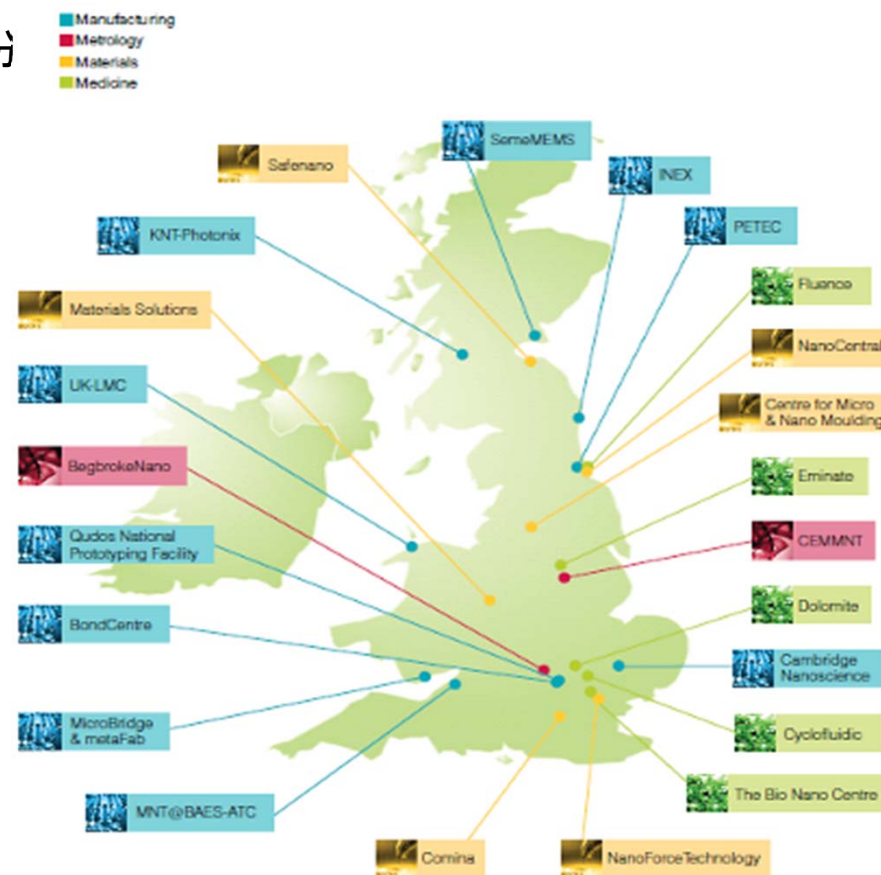 Manufacturing
Metrology
Materials
Medicine
SemeMEMS
Safenano
INEX
PETEC
KNT-Photonix
Fluence
Materials Solutions
NanoCentral
UK-LMC
Centre for Micro
& Nano Moulding
BegbrokeNano
Eminate
Qudos National
Prototyping Facility
CEMMNT
Dolomite
BondCentre
Cambridge
Nanoscience
MicroBridge
& metaFab
Cyclofluidic
The Bio Nano Centre
MNT@BAES-ATC
Comina
NanoForceTechnology